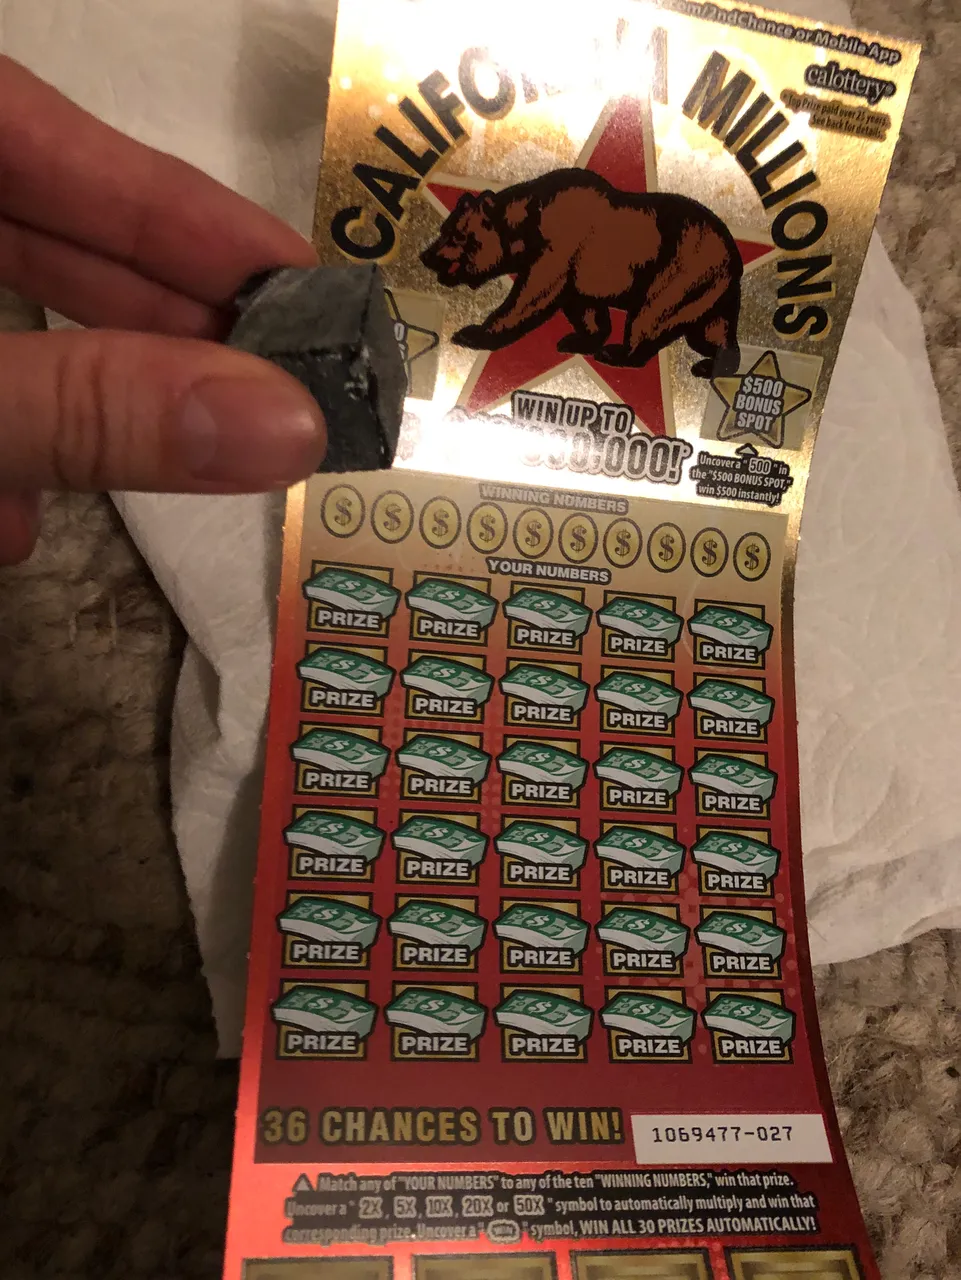 .com/2ndChance or Mobile App
calottery
*Top Prize paid over 25 years.
See back for details.
CALIFORNIA MILLIONS
$500
BONUS
SPOT
WIN UP TO
000,000!*
Uncover a "500" in
the "$500 BONUS SPOT,"
win $500 instantly!
WINNING NUMBERS
$ $ $ $ $ $ $ $ $ $
YOUR NUMBERS
PRIZE PRIZE PRIZE PRIZE PRIZE
PRIZE PRIZE PRIZE PRIZE PRIZE
PRIZE PRIZE PRIZE PRIZE PRIZE
PRIZE PRIZE PRIZE PRIZE PRIZE
PRIZE PRIZE PRIZE PRIZE PRIZE
PRIZE PRIZE PRIZE PRIZE PRIZE
36 CHANCES TO WIN!
1069477-027
Match any of "YOUR NUMBERS" to any of the ten "WINNING NUMBERS," win that prize.
Uncover a "2X, 5X, 10X, 20X or 50X" symbol to automatically multiply and win that
corresponding prize. Uncover a "WIN" symbol, WIN ALL 30 PRIZES AUTOMATICALLY!